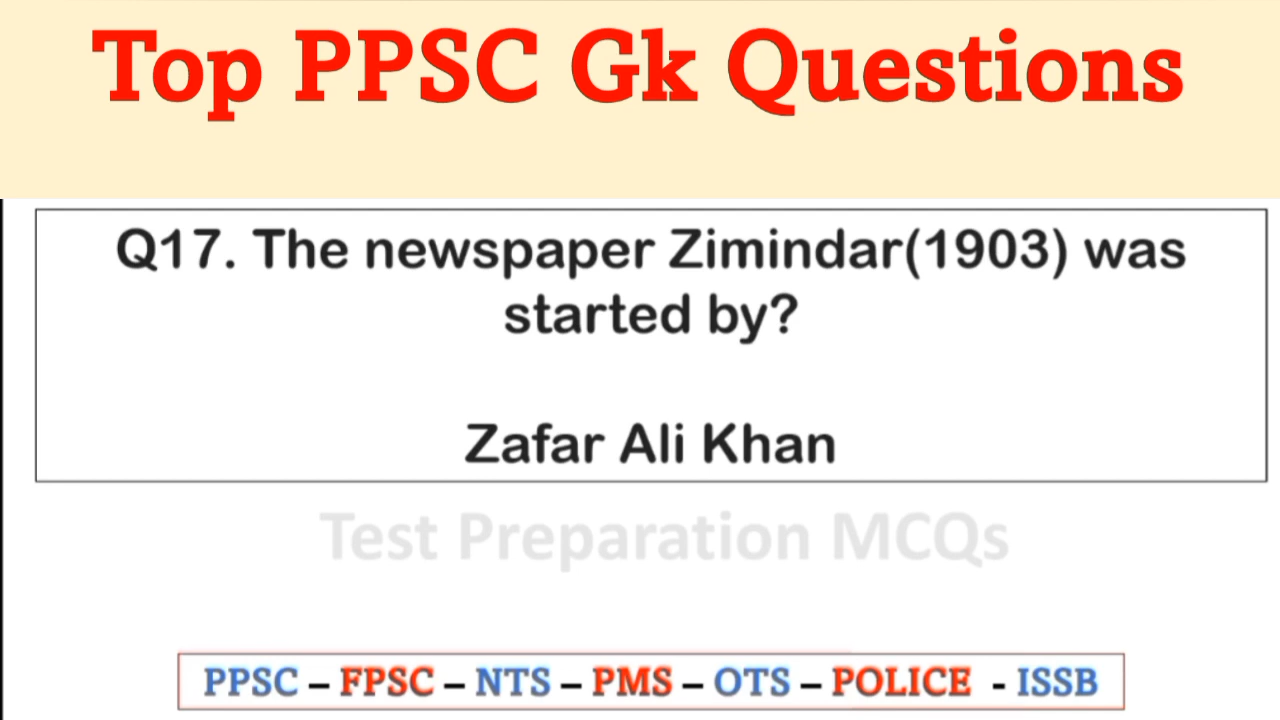 Top PPSC Gk Questions
Q17. The newspaper Zimindar(1903) was
started by?
Zafar Ali Khan
Test Preparation MCQs
PPSC – FPSC – NTS – PMS – OTS – POLICE - ISSB